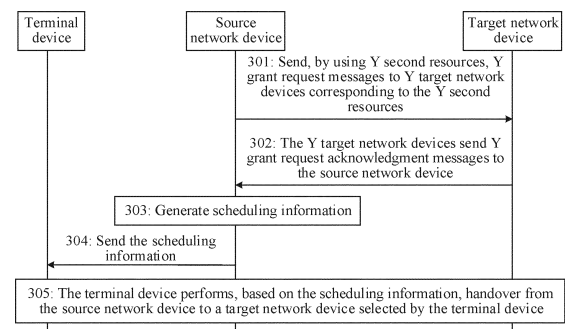 Terminal
device
Source
network device
Target network
device
301: Send, by using Y second resources, Y
grant request messages to Y target network
devices corresponding to the Y second
resources
302: The Y target network devices send Y
grant request acknowledgment messages to
the source network device
303: Generate scheduling information
304: Send the scheduling
information
305: The terminal device performs, based on the scheduling information, handover from
the source network device to a target network device selected by the terminal device